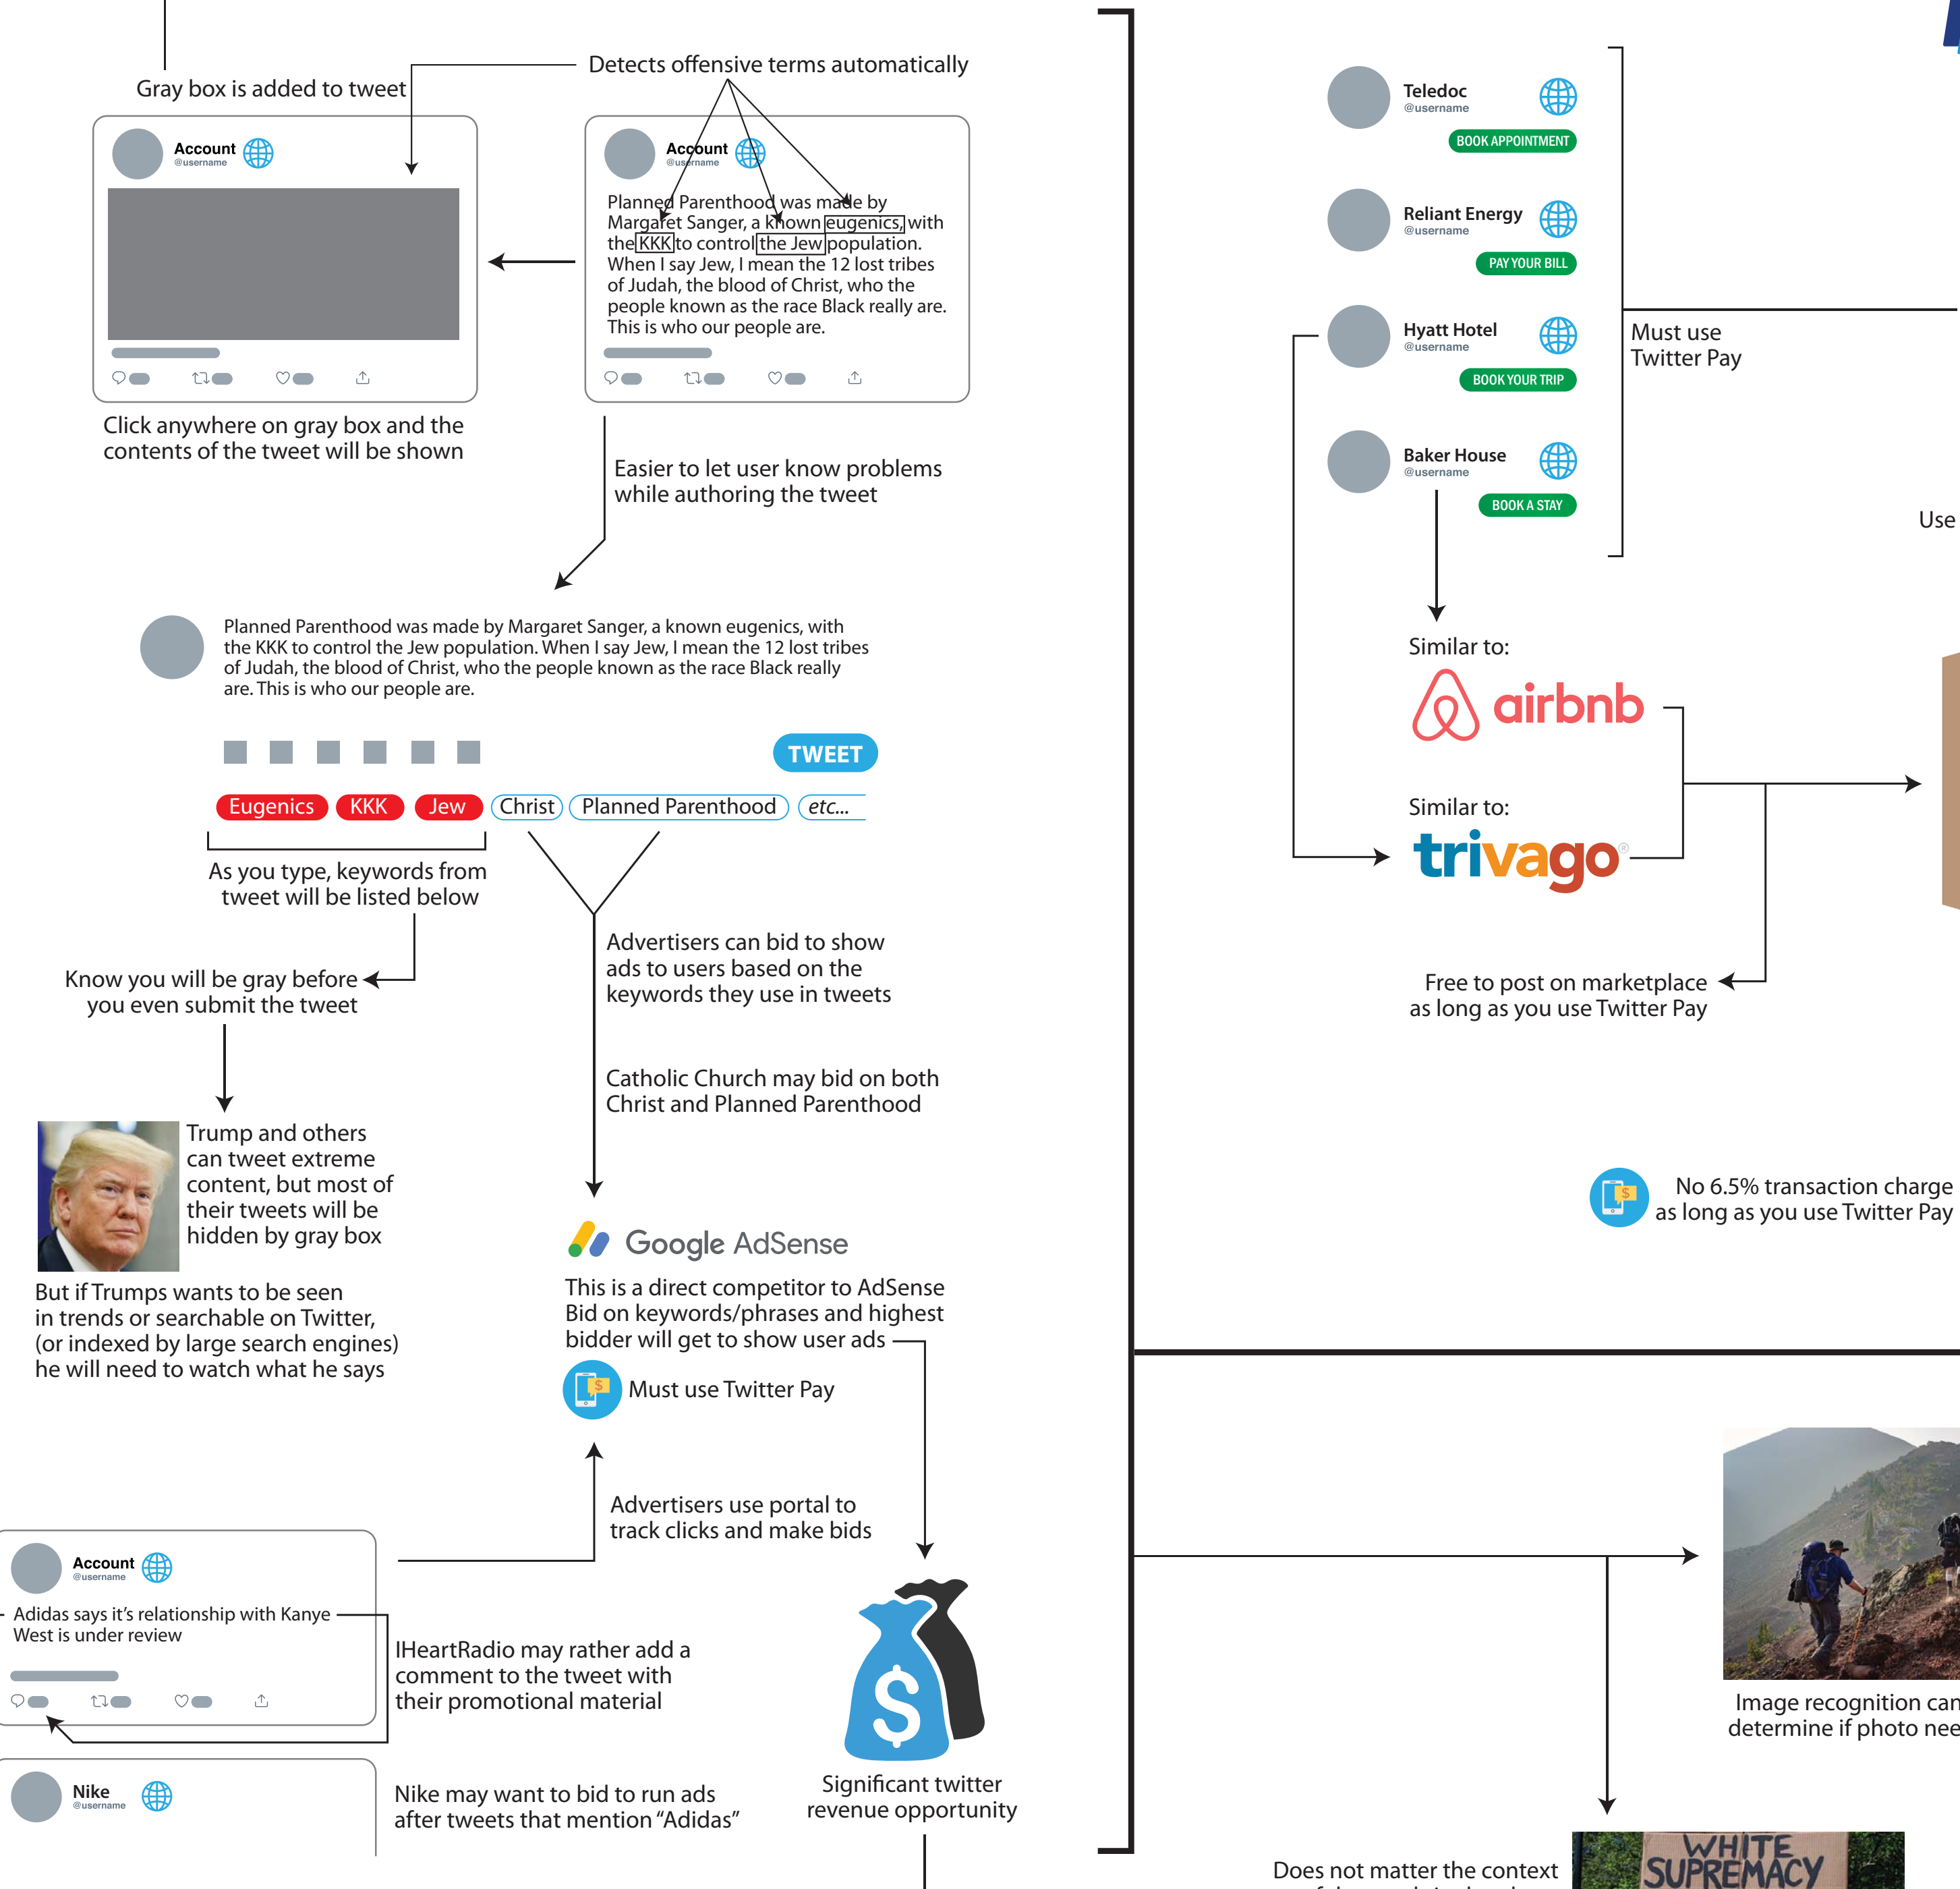 Gray box is added to tweet
Detects offensive terms automatically
Account
@username
Click anywhere on gray box and the
contents of the tweet will be shown
Account
@username
Planned Parenthood was made by
Margaret Sanger, a known eugenics, with
the KKK to control the Jew population.
When I say Jew, I mean the 12 lost tribes
of Judah, the blood of Christ, who the
people known as the race Black really are.
This is who our people are.
Easier to let user know problems
while authoring the tweet
Planned Parenthood was made by Margaret Sanger, a known eugenics, with
the KKK to control the Jew population. When I say Jew, I mean the 12 lost tribes
of Judah, the blood of Christ, who the people known as the race Black really
are. This is who our people are.
TWEET
Eugenics KKK Jew Christ Planned Parenthood etc...
As you type, keywords from
tweet will be listed below
Know you will be gray before
you even submit the tweet
Advertisers can bid to show
ads to users based on the
keywords they use in tweets
Catholic Church may bid on both
Christ and Planned Parenthood
Trump and others
can tweet extreme
content, but most of
their tweets will be
hidden by gray box
But if Trumps wants to be seen
in trends or searchable on Twitter,
(or indexed by large search engines)
he will need to watch what he says
Google AdSense
This is a direct competitor to AdSense
Bid on keywords/phrases and highest
bidder will get to show user ads
Must use Twitter Pay
Advertisers use portal to
track clicks and make bids
Account
@username
Adidas says it's relationship with Kanye
West is under review
IHeartRadio may rather add a
comment to the tweet with
their promotional material
Nike
@username
Nike may want to bid to run ads
after tweets that mention "Adidas"
$
Significant twitter
revenue opportunity
Teledoc
@username
BOOK APPOINTMENT
Reliant Energy
@username
PAY YOUR BILL
Hyatt Hotel
@username
BOOK YOUR TRIP
Baker House
@username
BOOK A STAY
Must use
Twitter Pay
Use
Similar to:
airbnb
Similar to:
trivago®
Free to post on marketplace
as long as you use Twitter Pay
No 6.5% transaction charge
as long as you use Twitter Pay
Image recognition can
determine if photo nee
Does not matter the context
WHITE
SUPREMACY